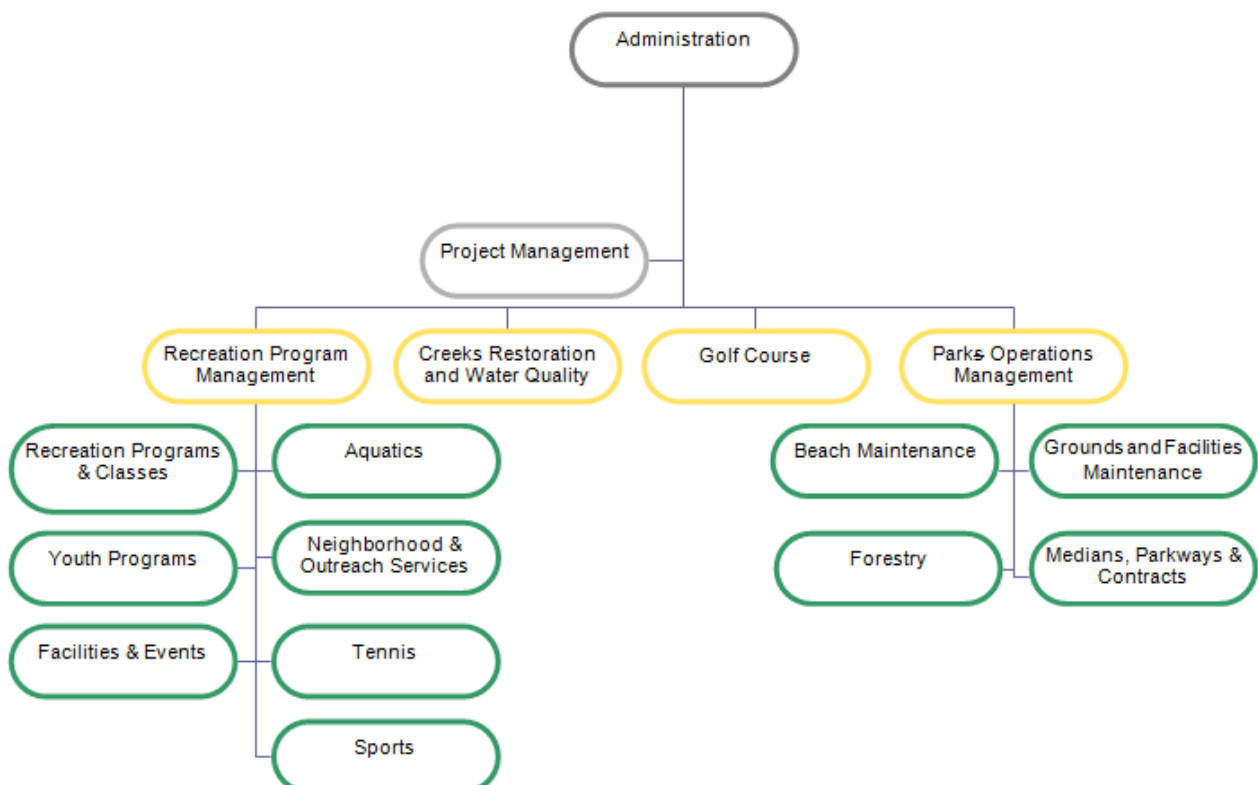 Administration
Project Management
Recreation Program
Management
Creeks Restoration
and Water Quality
Golf Course
Parks Operations
Management
Recreation Programs
& Classes
Aquatics
Beach Maintenance
Grounds and Facilities
Maintenance
Youth Programs
Neighborhood &
Outreach Services
Forestry
Medians, Parkways &
Contracts
Facilities & Events
Tennis
Sports